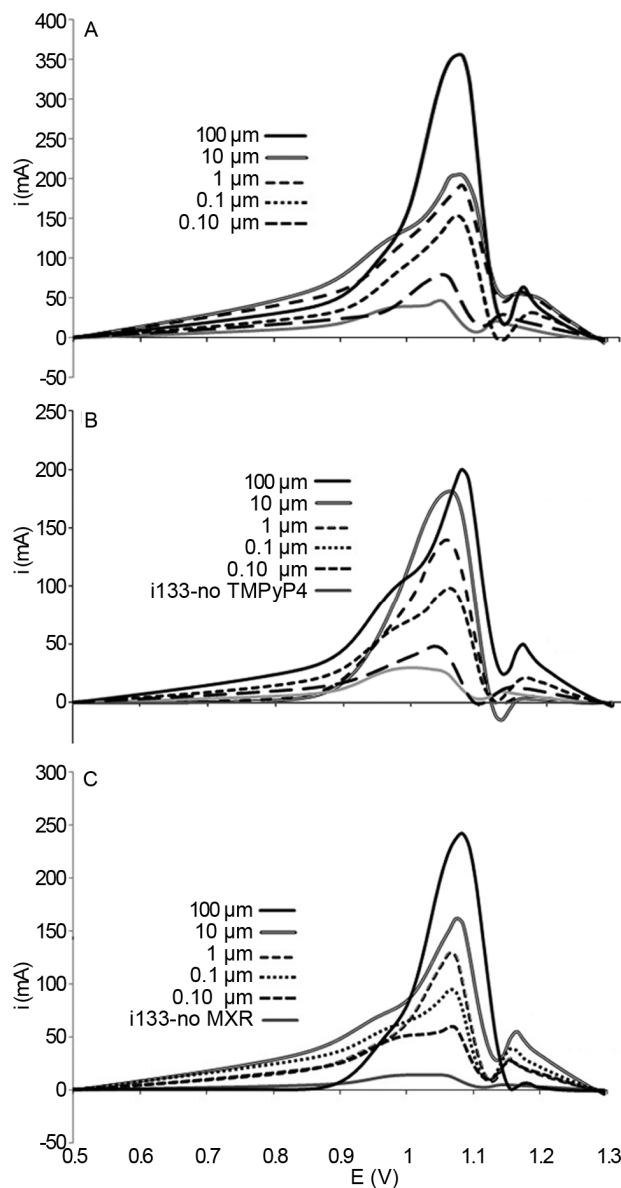 A
400
350
300
250
200
150
100
50
0
-50
i (mA)
100 µm
10 µm
1 µm
0.1 µm
0.10 µm
B
250
200
150
100
50
0
i (mA)
100 µm
10 µm
1 µm
0.1 µm
0.10 µm
i133-no TMPyP4
C
300
250
200
150
100
50
0
-50
i (mA)
100 µm
10 µm
1 µm
0.1 µm
0.10 µm
i133-no MXR
0.5 0.6 0.7 0.8 0.9 1 1.1 1.2 1.3
E (V)